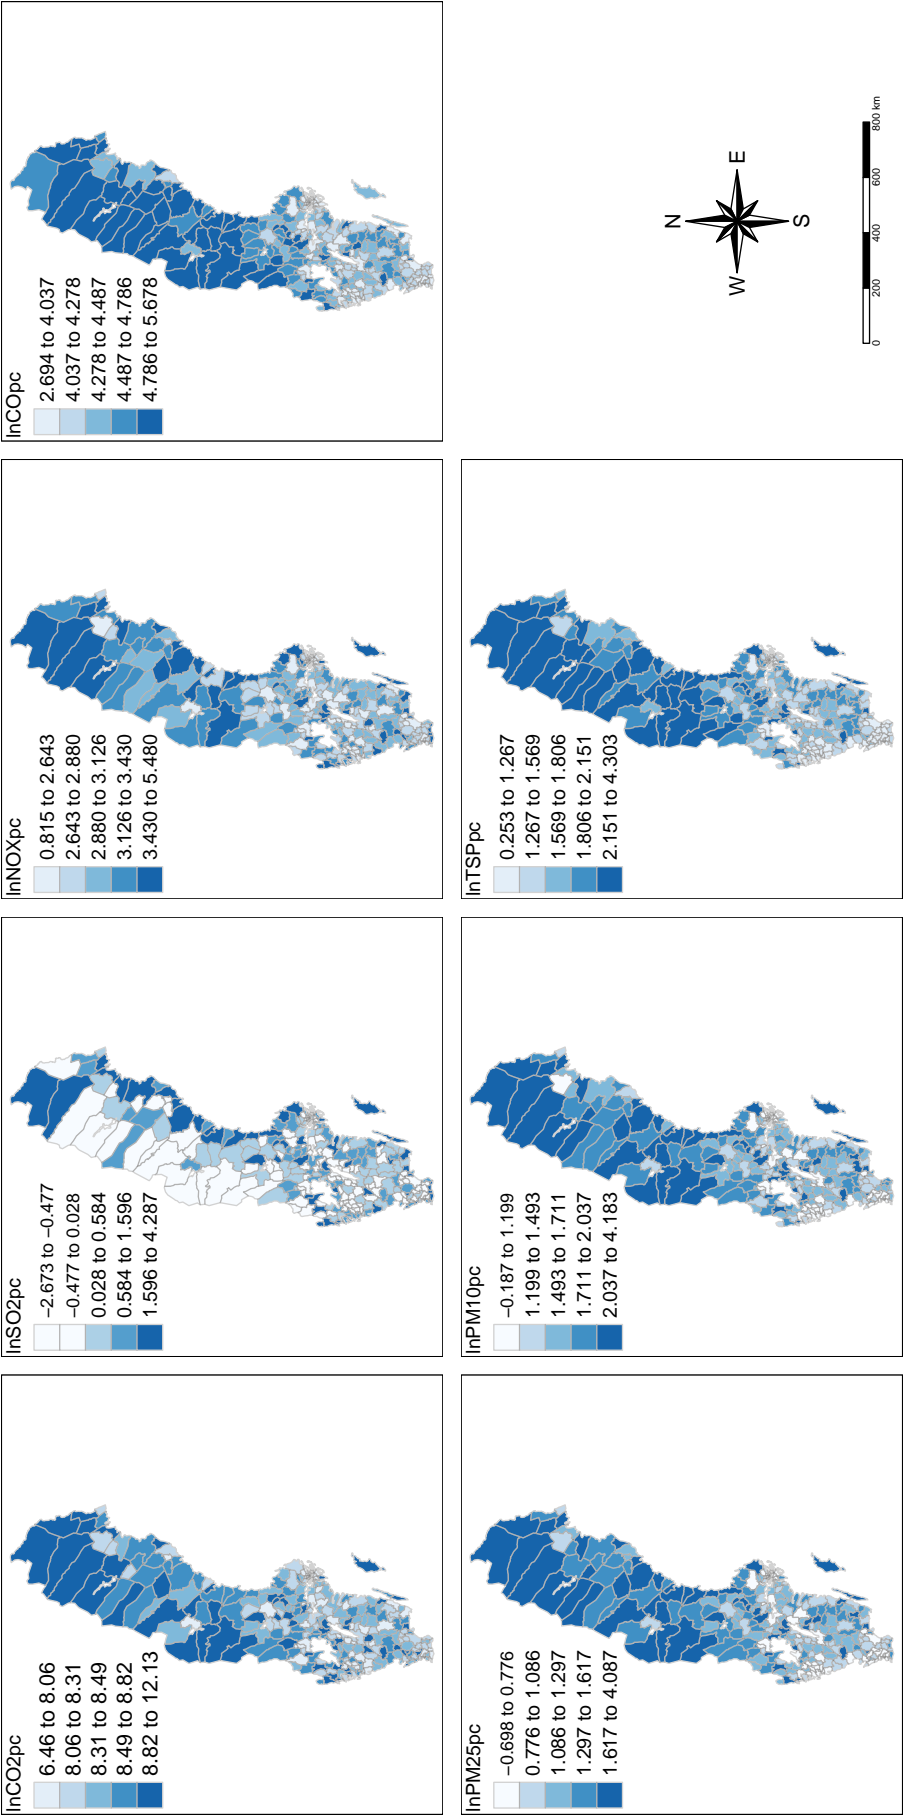 lnCO2pc
6.46 to 8.06
8.06 to 8.31
8.31 to 8.49
8.49 to 8.82
8.82 to 12.13
lnSO2pc
−2.673 to −0.477
−0.477 to 0.028
0.028 to 0.584
0.584 to 1.596
1.596 to 4.287
lnNOXpc
0.815 to 2.643
2.643 to 2.880
2.880 to 3.126
3.126 to 3.430
3.430 to 5.480
lnCOpc
2.694 to 4.037
4.037 to 4.278
4.278 to 4.487
4.487 to 4.786
4.786 to 5.678
lnPM25pc
−0.698 to 0.776
0.776 to 1.086
1.086 to 1.297
1.297 to 1.617
1.617 to 4.087
lnPM10pc
−0.187 to 1.199
1.199 to 1.493
1.493 to 1.711
1.711 to 2.037
2.037 to 4.183
lnTSPpc
0.253 to 1.267
1.267 to 1.569
1.569 to 1.806
1.806 to 2.151
2.151 to 4.303
N
W E
S
0 200 400 600 800 km